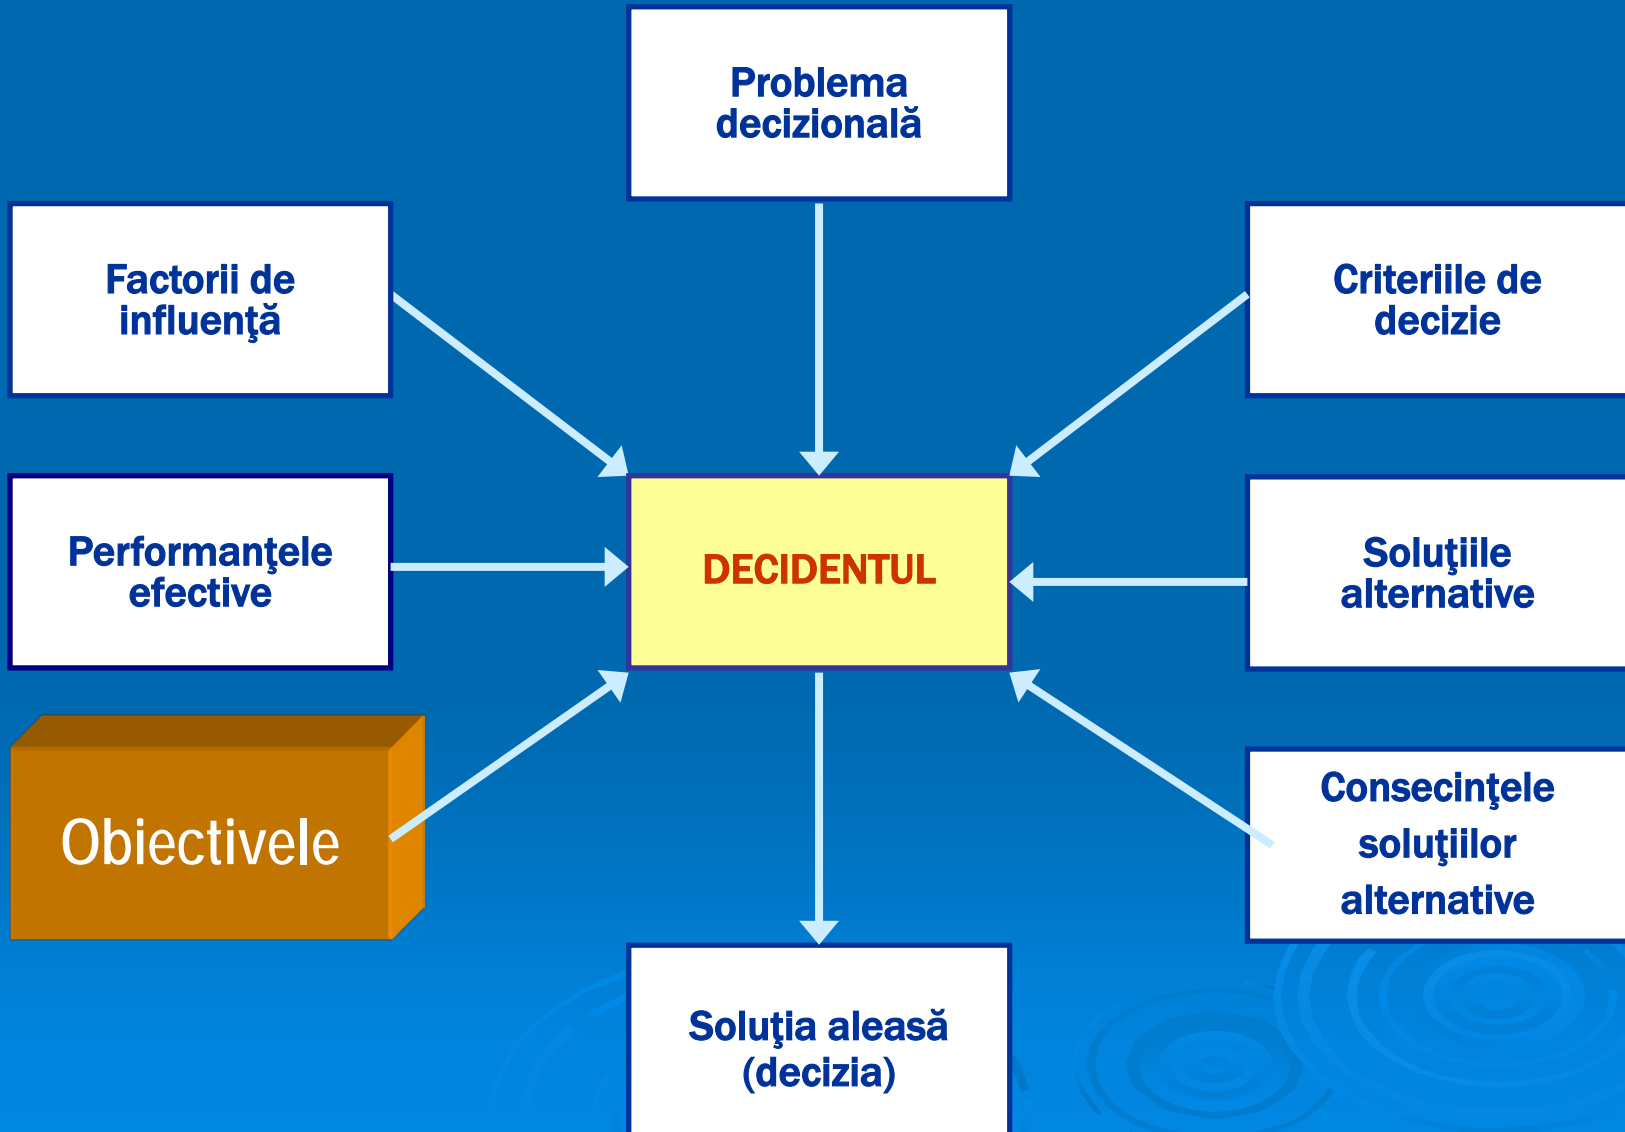 Problema
decizională
Factorii de
influenţă
Criteriile de
decizie
Performanţele
efective
DECIDENTUL
Soluţiile
alternative
Obiectivele
Consecinţele
soluţiilor
alternative
Soluţia aleasă
(decizia)